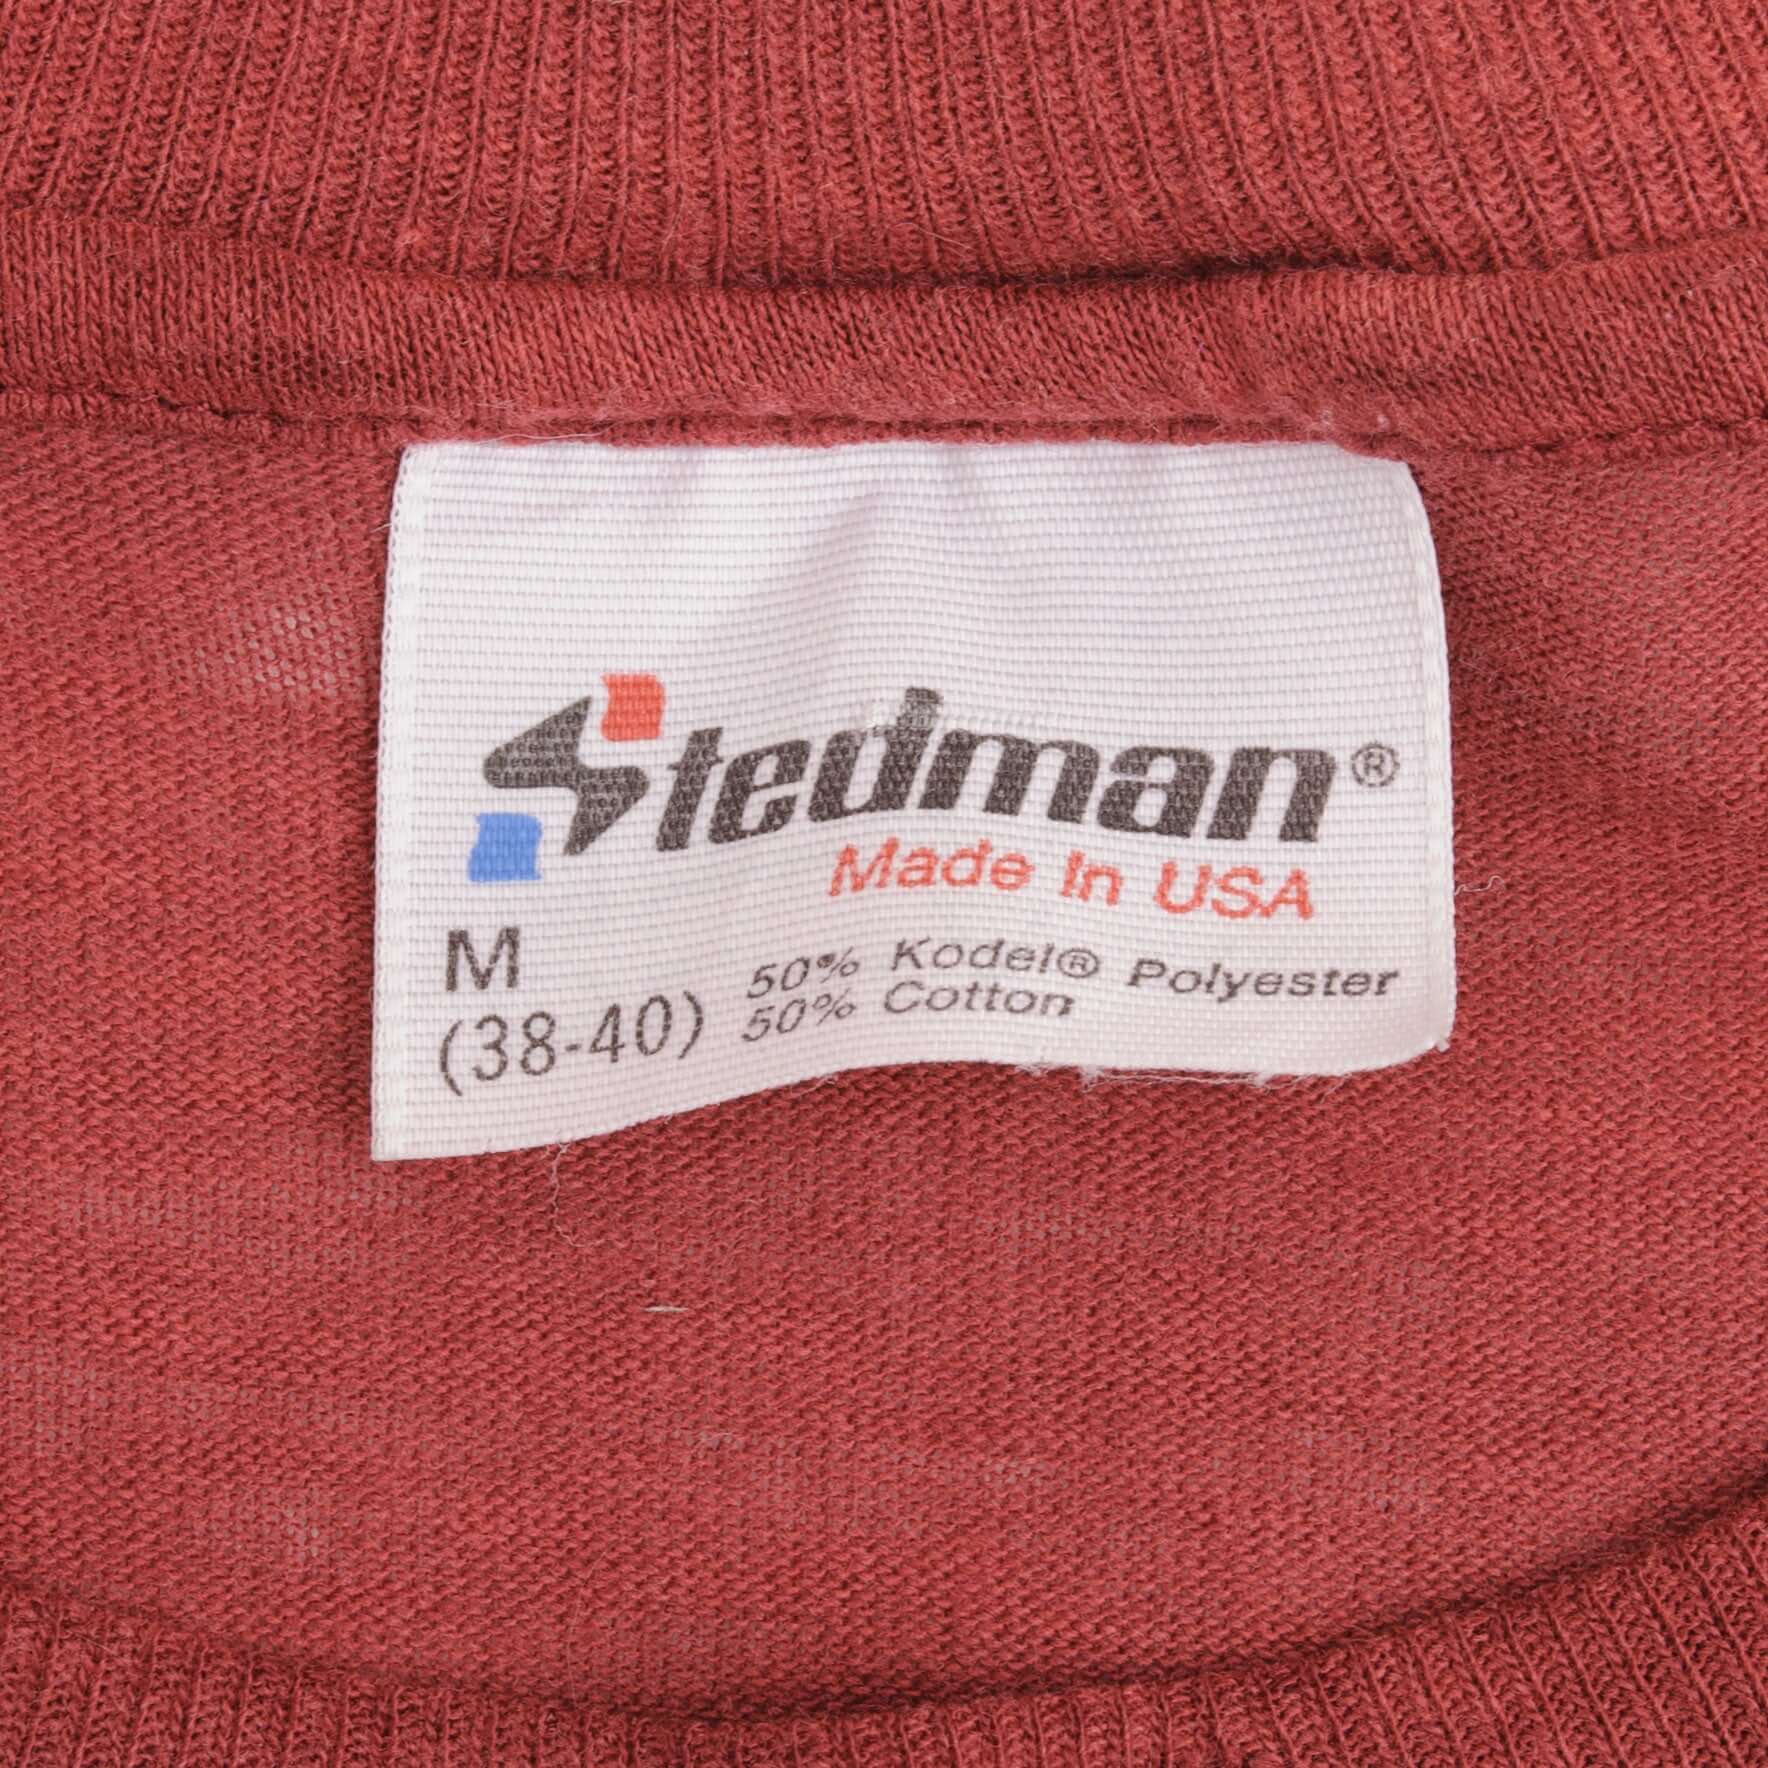 Stedman®
Made In USA
M
50% Kodel® Polyester
(38-40)
50% Cotton